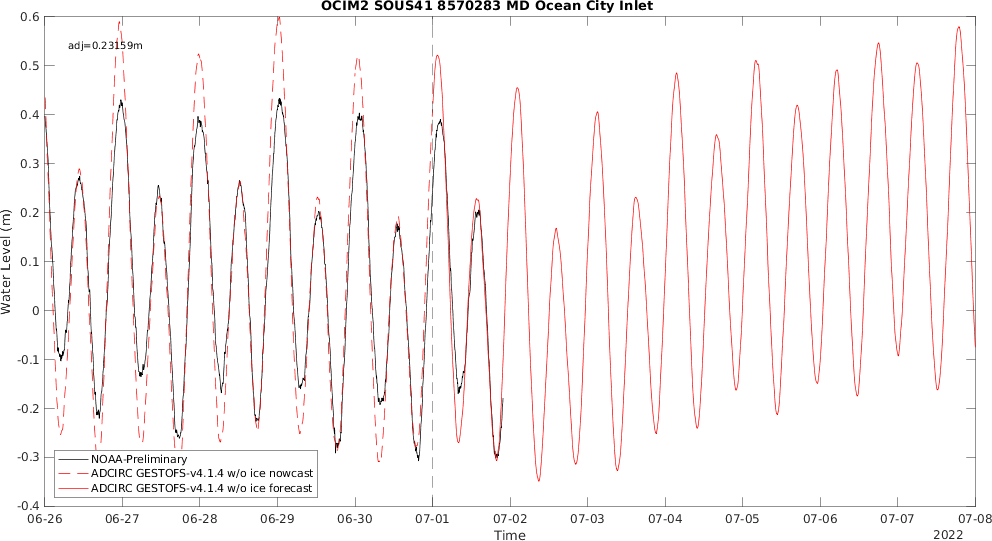 OCIM2 SOUS41 8570283 MD Ocean City Inlet
adj=0.23159m
0.6
0.5
0.4
0.3
0.2
0.1
0
-0.1
-0.2
-0.3
-0.4
Water Level (m)
NOAA-Preliminary
ADCIRC GESTOFS-v4.1.4 w/o ice nowcast
ADCIRC GESTOFS-v4.1.4 w/o ice forecast
06-26 06-27 06-28 06-29 06-30 07-01 07-02 07-03 07-04 07-05 07-06 07-07 07-08
Time
2022